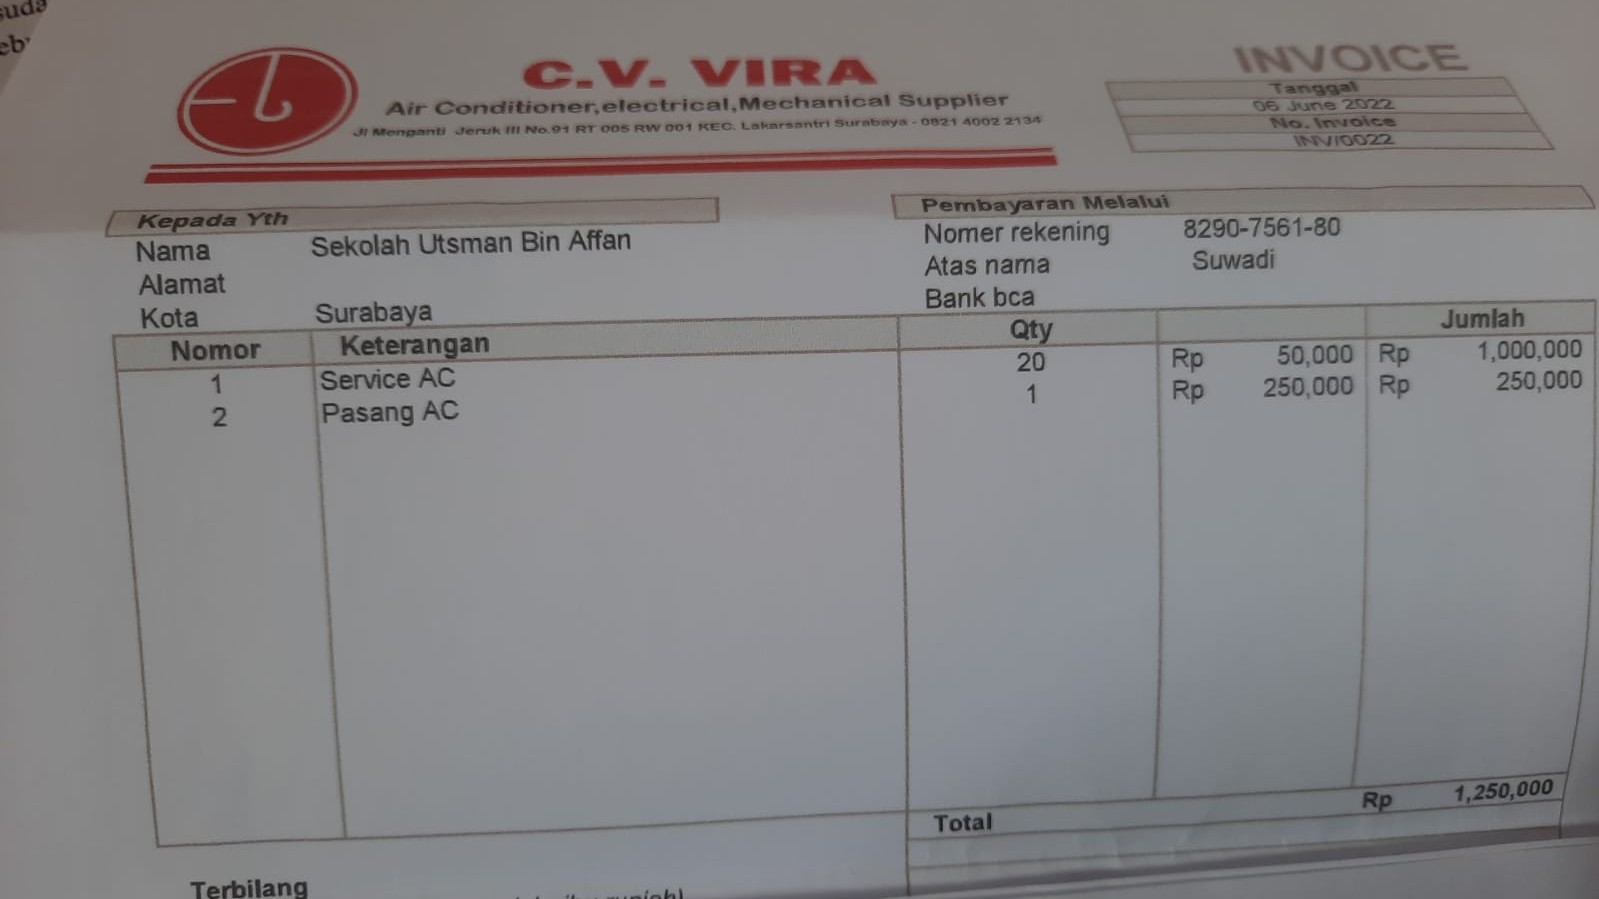 C.V. VIRA
Air Conditioner,electrical,Mechanical Supplier
Jl Menganti Jeruk III No.91 RT 005 RW 001 KEC. Lakarsantri Surabaya - 0821 4002 2134
INVOICE
Tanggal
06 June 2022
No. Invoice
INV/0022
Kepada Yth
Nama Sekolah Utsman Bin Affan
Alamat
Kota Surabaya
Pembayaran Melalui
Nomer rekening 8290-7561-80
Atas nama Suwadi
Bank bca
Nomor Keterangan Qty Jumlah
1 Service AC 20 Rp 50,000 Rp 1,000,000
2 Pasang AC 1 Rp 250,000 Rp 250,000
Total Rp 1,250,000
Terbilang